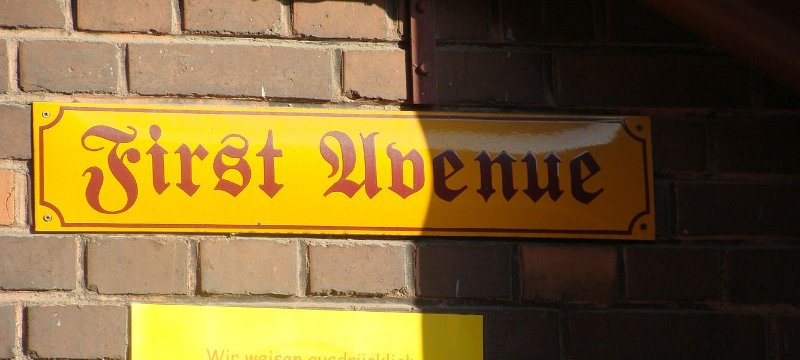 First Avenue
Wir weisen ausdrücklich